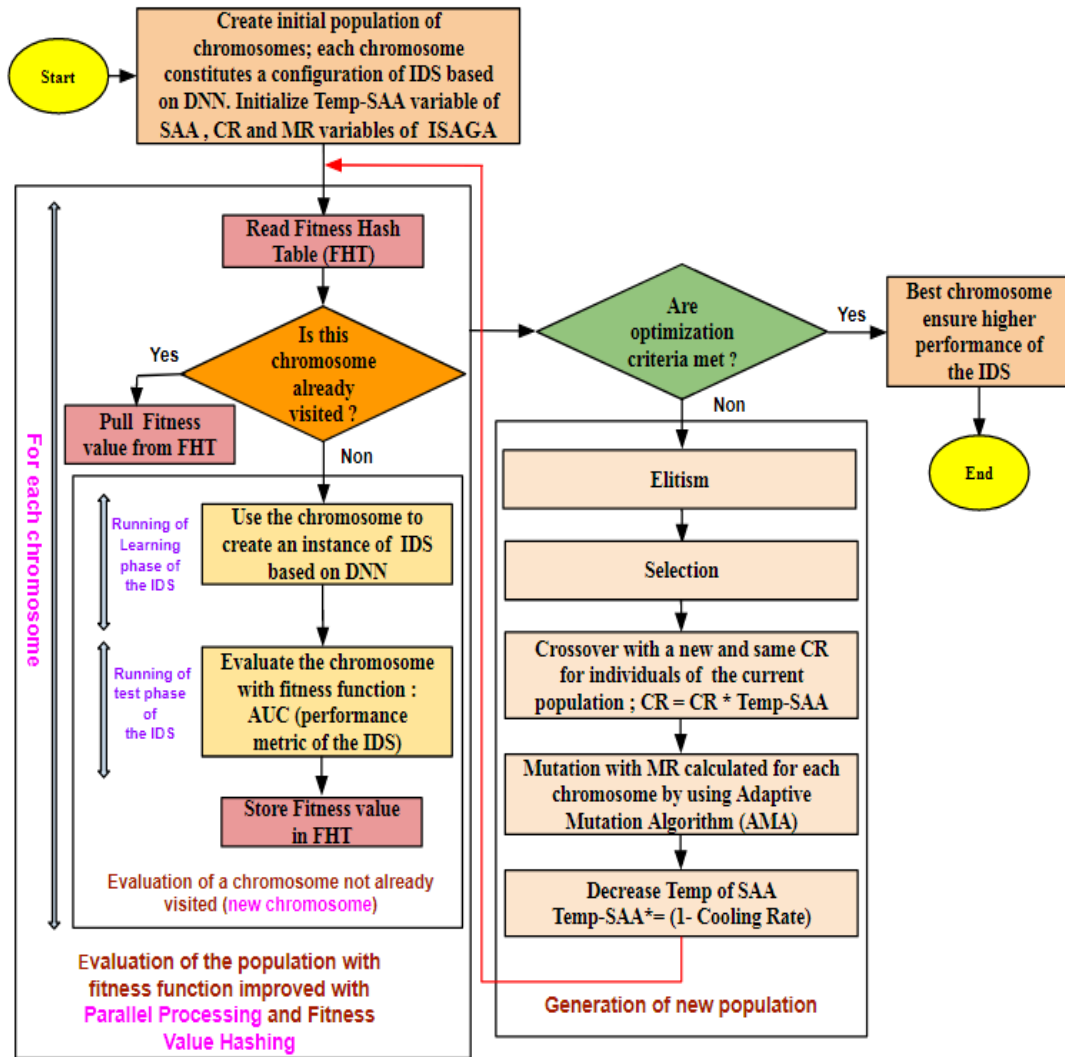 Start
Create initial population of
chromosomes; each chromosome
constitutes a configuration of IDS based
on DNN. Initialize Temp-SAA variable of
SAA , CR and MR variables of ISAGA
For each chromosome
Read Fitness Hash
Table (FHT)
Is this
chromosome
already
visited ?
Yes
Pull Fitness
value from FHT
Non
Running of
Learning
phase of
the IDS
Use the chromosome to
create an instance of IDS
based on DNN
Running of
test phase
of
the IDS
Evaluate the chromosome
with fitness function :
AUC (performance
metric of the IDS)
Store Fitness value
in FHT
Evaluation of a chromosome not already
visited (new chromosome)
Evaluation of the population with
fitness function improved with
Parallel Processing and Fitness
Value Hashing
Are
optimization
criteria met ?
Yes
Best chromosome
ensure higher
performance of
the IDS
End
Non
Elitism
Selection
Crossover with a new and same CR
for individuals of the current
population ; CR = CR * Temp-SAA
Mutation with MR calculated for each
chromosome by using Adaptive
Mutation Algorithm (AMA)
Decrease Temp of SAA
Temp-SAA*= (1- Cooling Rate)
Generation of new population